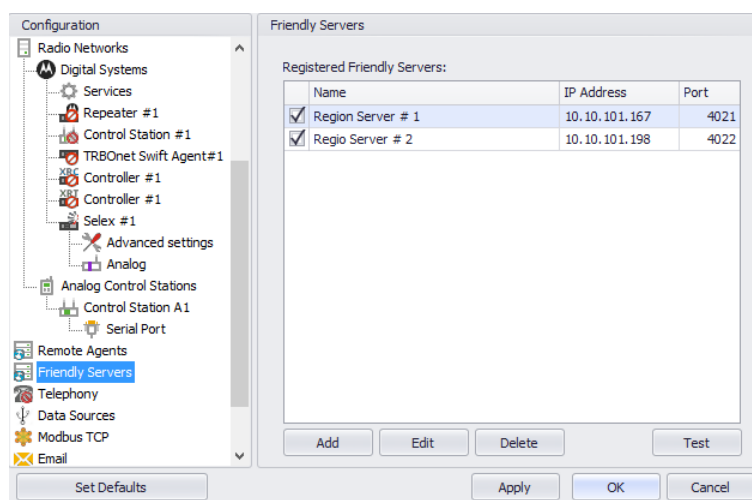 Configuration
Radio Networks
Digital Systems
Services
Repeater #1
Control Station #1
TRBOnet Swift Agent#1
XRC Controller #1
XRT Controller #1
Selex #1
Advanced settings
Analog
Analog Control Stations
Control Station A1
Serial Port
Remote Agents
Friendly Servers
Telephony
Data Sources
Modbus TCP
Email
Set Defaults
Friendly Servers
Registered Friendly Servers:
Name IP Address Port
Region Server # 1 10.10.101.167 4021
Regio Server # 2 10.10.101.198 4022
Add Edit Delete Test
Apply OK Cancel